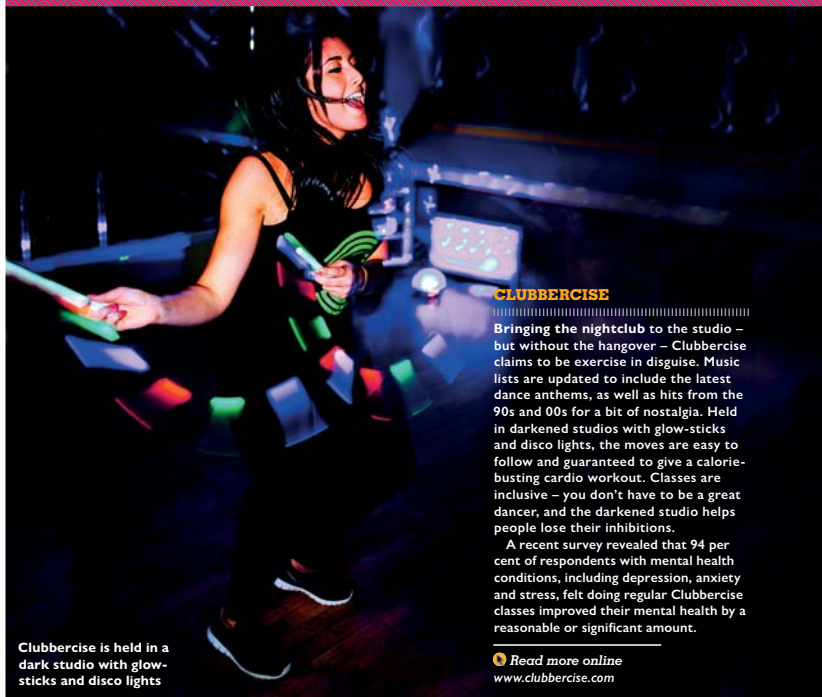 CLUBBERCISE
Bringing the nightclub to the studio –
but without the hangover – Clubbercise
claims to be exercise in disguise. Music
lists are updated to include the latest
dance anthems, as well as hits from the
90s and 00s for a bit of nostalgia. Held
in darkened studios with glow-sticks
and disco lights, the moves are easy to
follow and guaranteed to give a calorie-
busting cardio workout. Classes are
inclusive – you don’t have to be a great
dancer, and the darkened studio helps
people lose their inhibitions.
A recent survey revealed that 94 per
cent of respondents with mental health
conditions, including depression, anxiety
and stress, felt doing regular Clubbercise
classes improved their mental health by a
reasonable or significant amount.
Read more online
www.clubbercise.com
Clubbercise is held in a
dark studio with glow-
sticks and disco lights